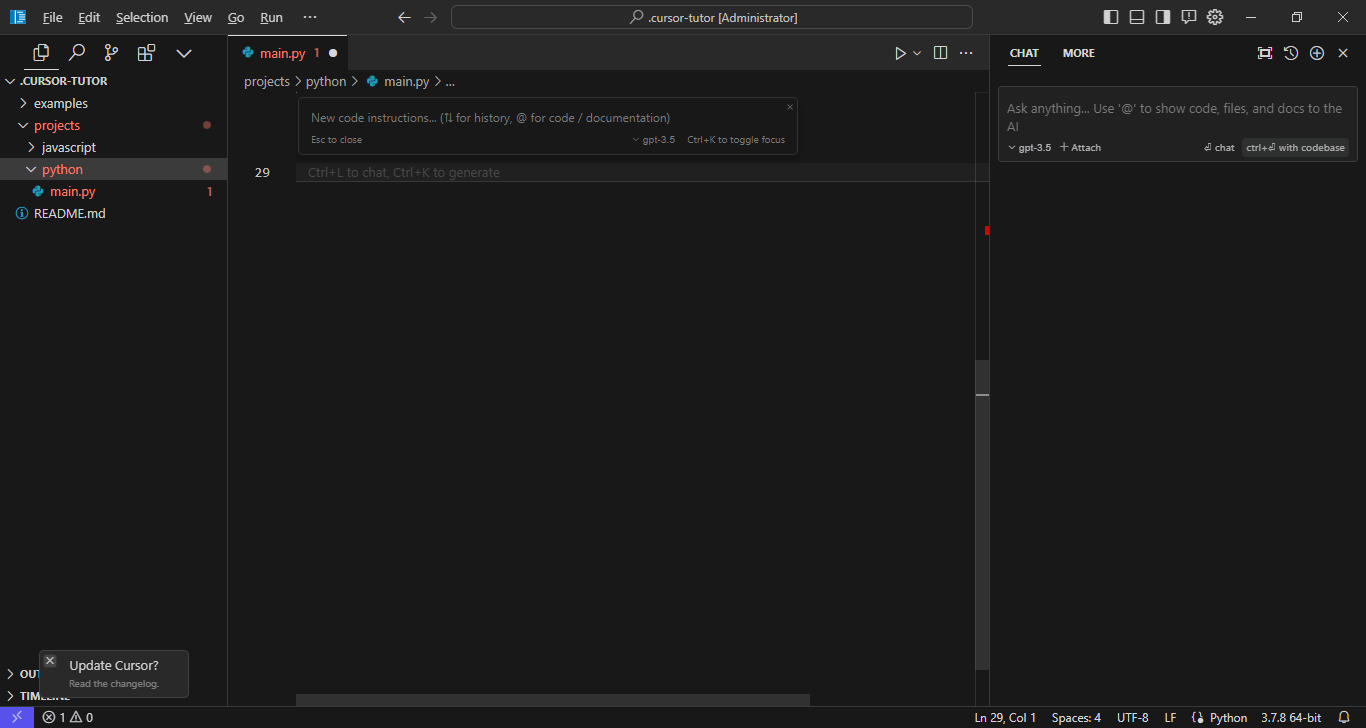 File Edit Selection View Go Run ···
.cursor-tutor [Administrator]
.CURSOR-TUTOR
examples
projects
javascript
python
main.py 1
README.md
OUT
TIMELINE
Update Cursor?
Read the changelog.
main.py 1
projects > python > main.py > ...
New code instructions... (⇅ for history, @ for code / documentation)
Esc to close gpt-3.5 Ctrl+K to toggle focus
29 Ctrl+L to chat, Ctrl+K to generate
CHAT MORE
Ask anything... Use '@' to show code, files, and docs to the
AI
gpt-3.5 + Attach ⏎ chat ctrl+⏎ with codebase
1 0 Ln 29, Col 1 Spaces: 4 UTF-8 LF Python 3.7.8 64-bit